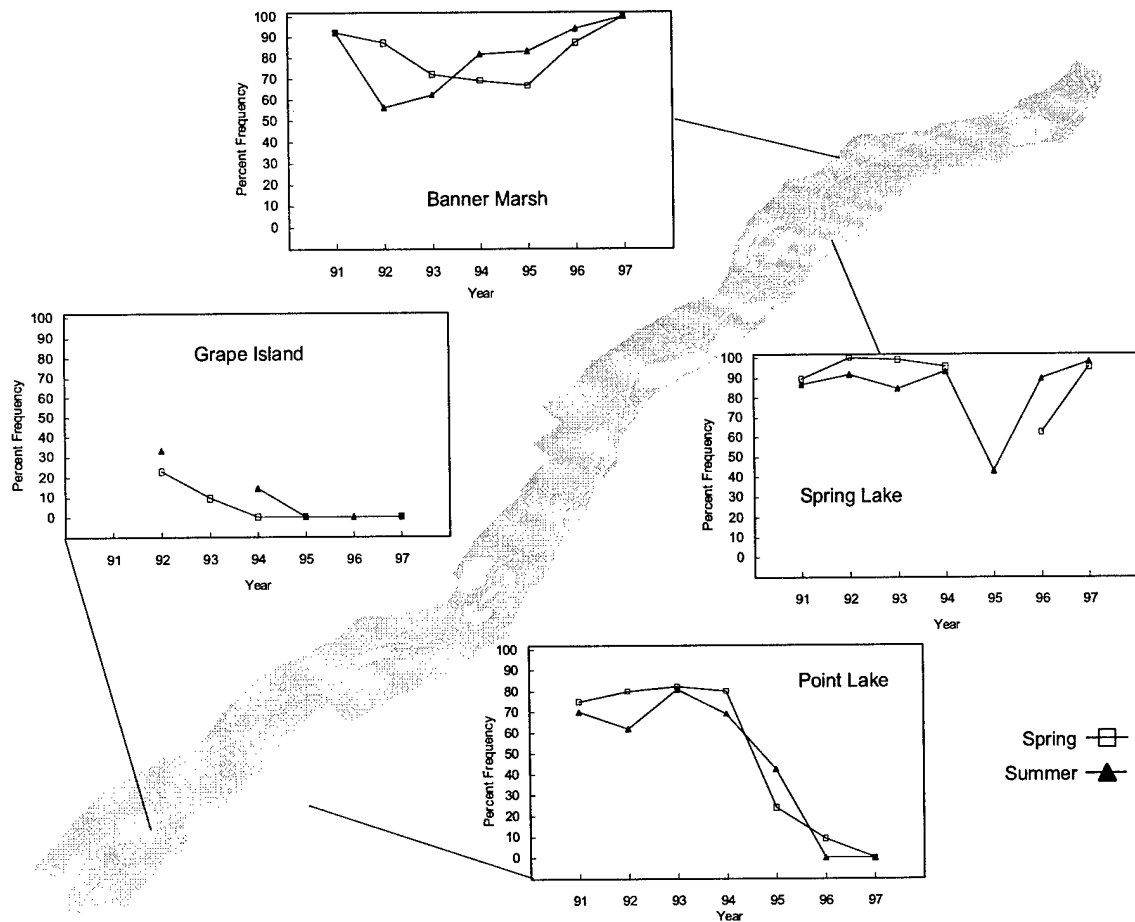 100
90
80
70
60
50
40
30
20
10
0
Percent Frequency
Banner Marsh
91 92 93 94 95 96 97
Year
100
90
80
70
60
50
40
30
20
10
0
Percent Frequency
Grape Island
91 92 93 94 95 96 97
Year
100
90
80
70
60
50
40
30
20
10
0
Percent Frequency
Spring Lake
91 92 93 94 95 96 97
Year
100
90
80
70
60
50
40
30
20
10
0
Percent Frequency
Point Lake
91 92 93 94 95 96 97
Year
Spring
Summer